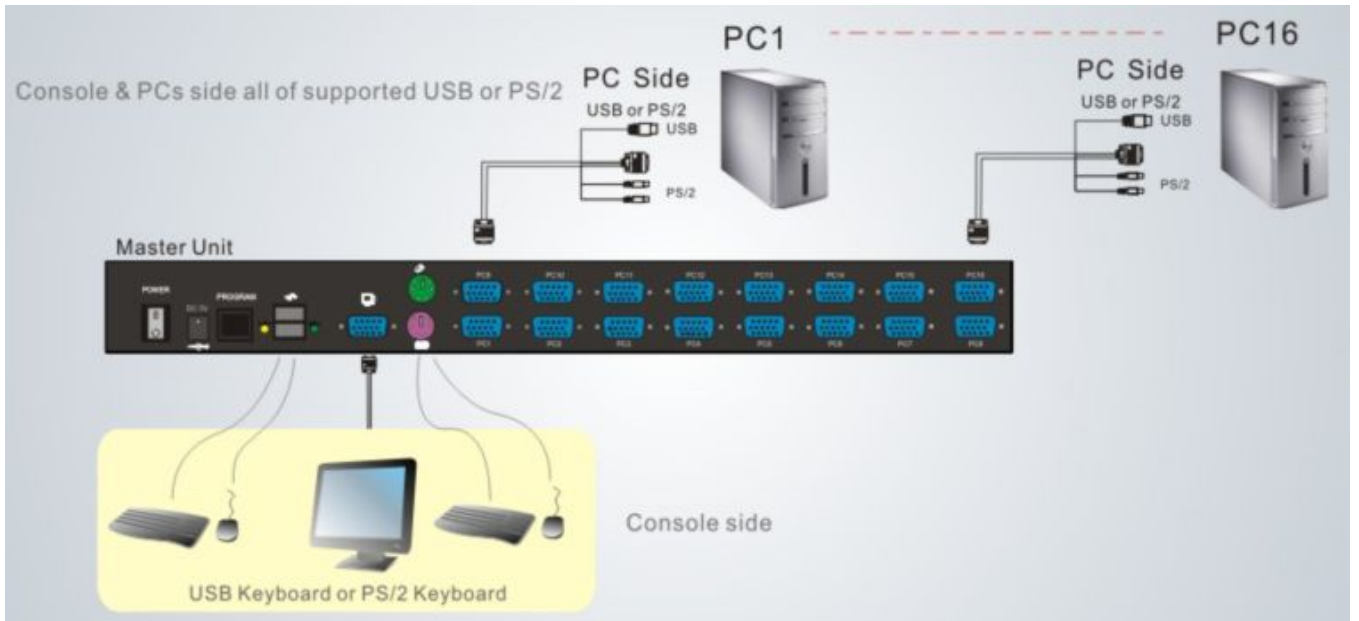 PC1
PC16
Console & PCs side all of supported USB or PS/2
PC Side
USB or PS/2
USB
PS/2
PC Side
USB or PS/2
USB
PS/2
Master Unit
POWER
PROGRAM
PC9
PC10
PC11
PC12
PC13
PC14
PC15
PC16
PC1
PC2
PC3
PC4
PC5
PC6
PC7
PC8
Console side
USB Keyboard or PS/2 Keyboard